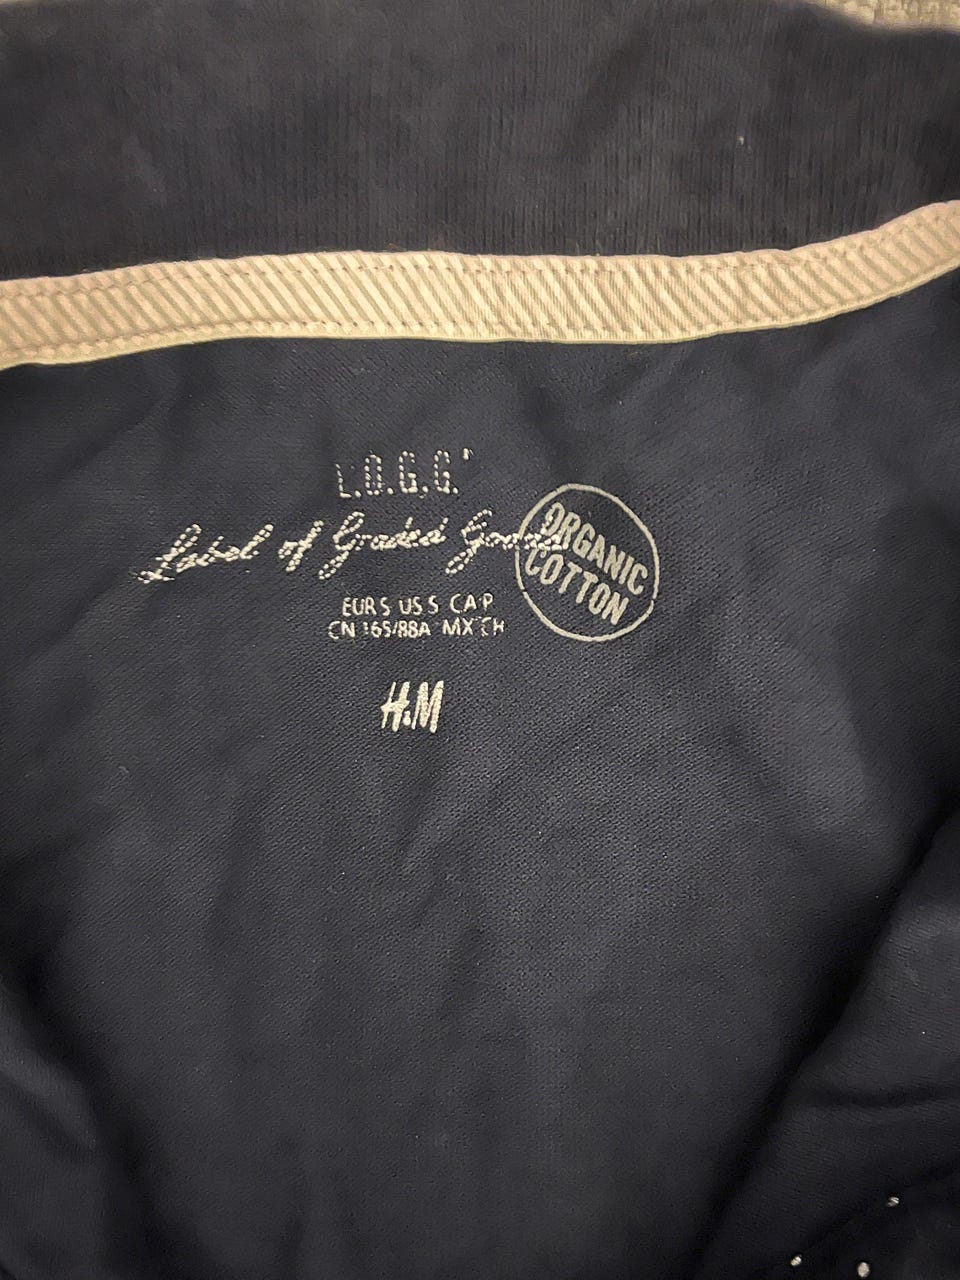 L.O.G.G.
Label of Graded Goods
ORGANIC
COTTON
EUR S US S CA P
CN 165/88A MX CH
H&M